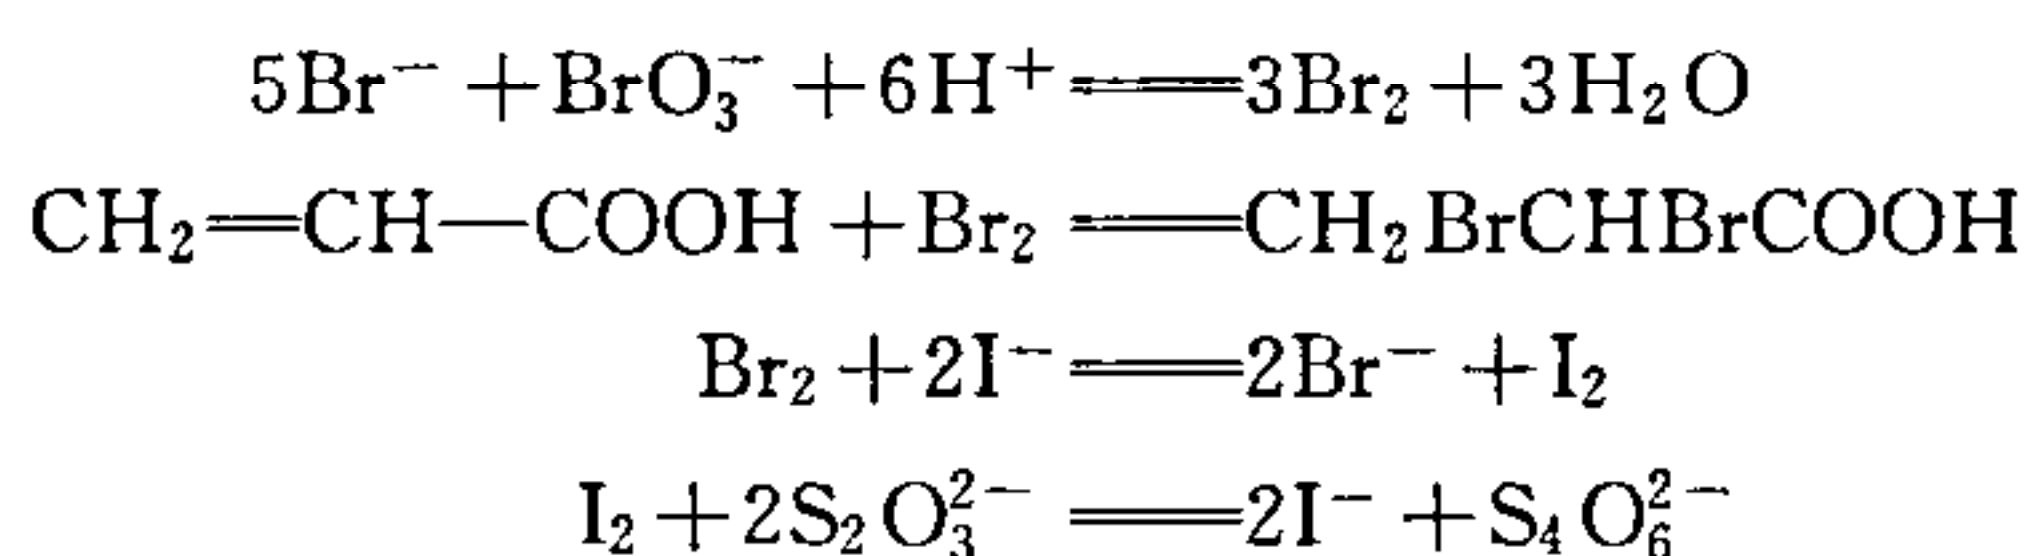 5Br⁻ + BrO₃⁻ + 6H⁺ ══ 3Br₂ + 3H₂O
CH₂═CH—COOH + Br₂ ══ CH₂BrCHBrCOOH
Br₂ + 2I⁻ ══ 2Br⁻ + I₂
I₂ + 2S₂O₃²⁻ ══ 2I⁻ + S₄O₆²⁻